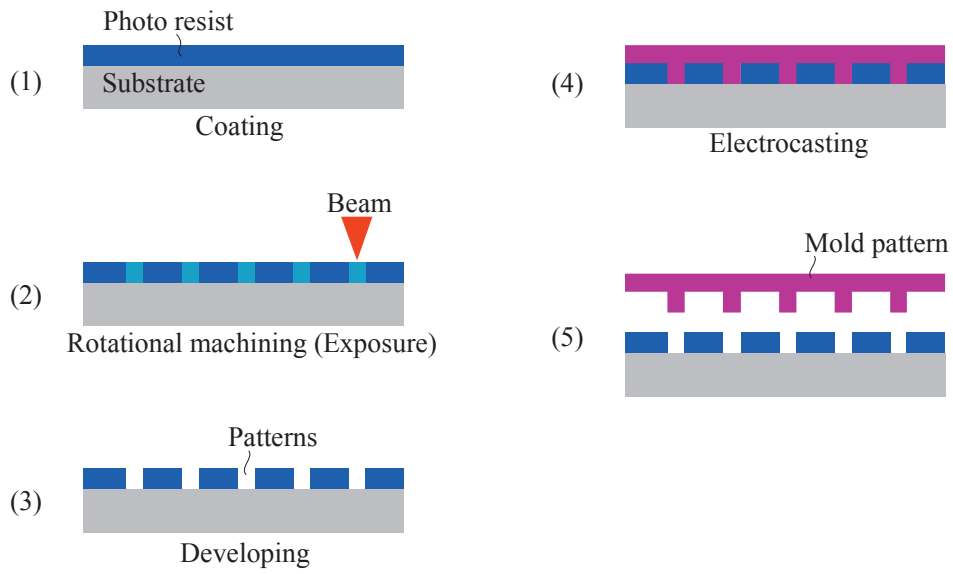 Photo resist
(1)
Substrate
Coating
Beam
(2)
Rotational machining (Exposure)
Patterns
(3)
Developing
(4)
Electrocasting
Mold pattern
(5)